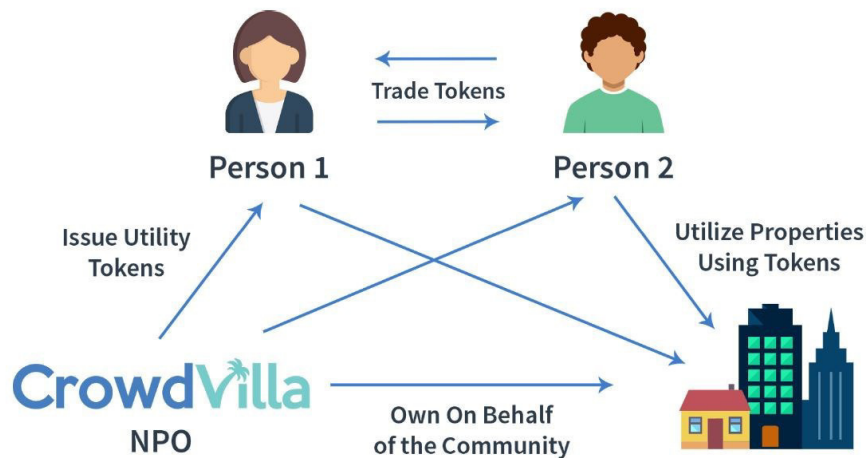 Trade Tokens
Person 1
Person 2
Issue Utility
Tokens
Utilize Properties
Using Tokens
CrowdVilla
NPO
Own On Behalf
of the Community